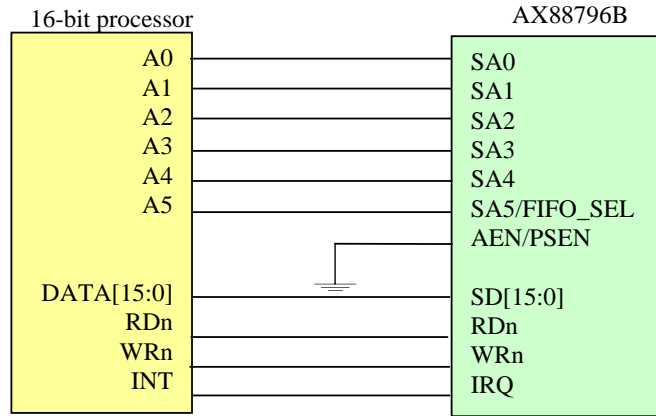 16-bit processor
AX88796B
A0
A1
A2
A3
A4
A5
DATA[15:0]
RDn
WRn
INT
SA0
SA1
SA2
SA3
SA4
SA5/FIFO_SEL
AEN/PSEN
SD[15:0]
RDn
WRn
IRQ